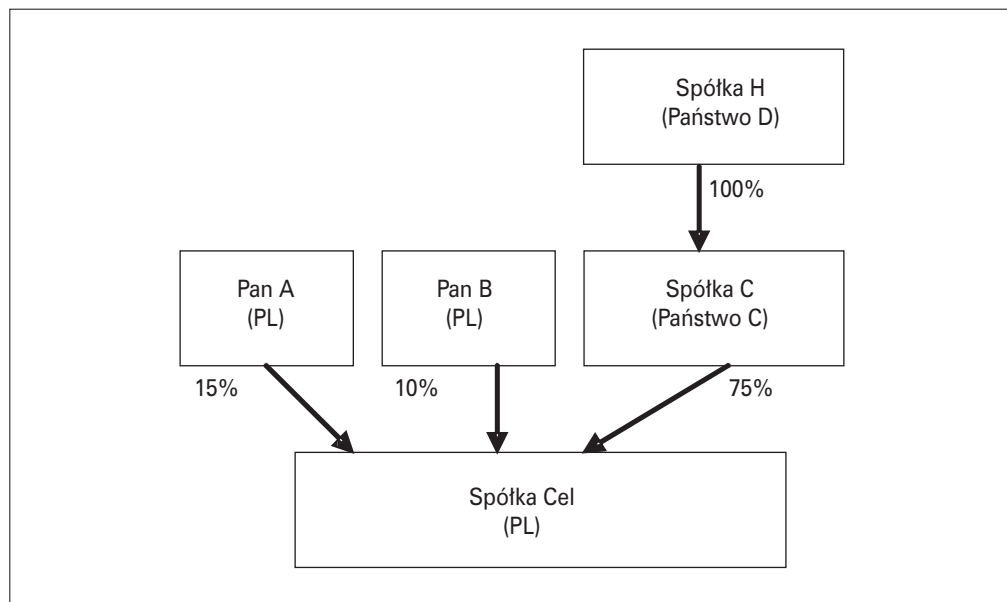 Spółka H
(Państwo D)
100%
Pan A
(PL)
Pan B
(PL)
Spółka C
(Państwo C)
15%
10%
75%
Spółka Cel
(PL)